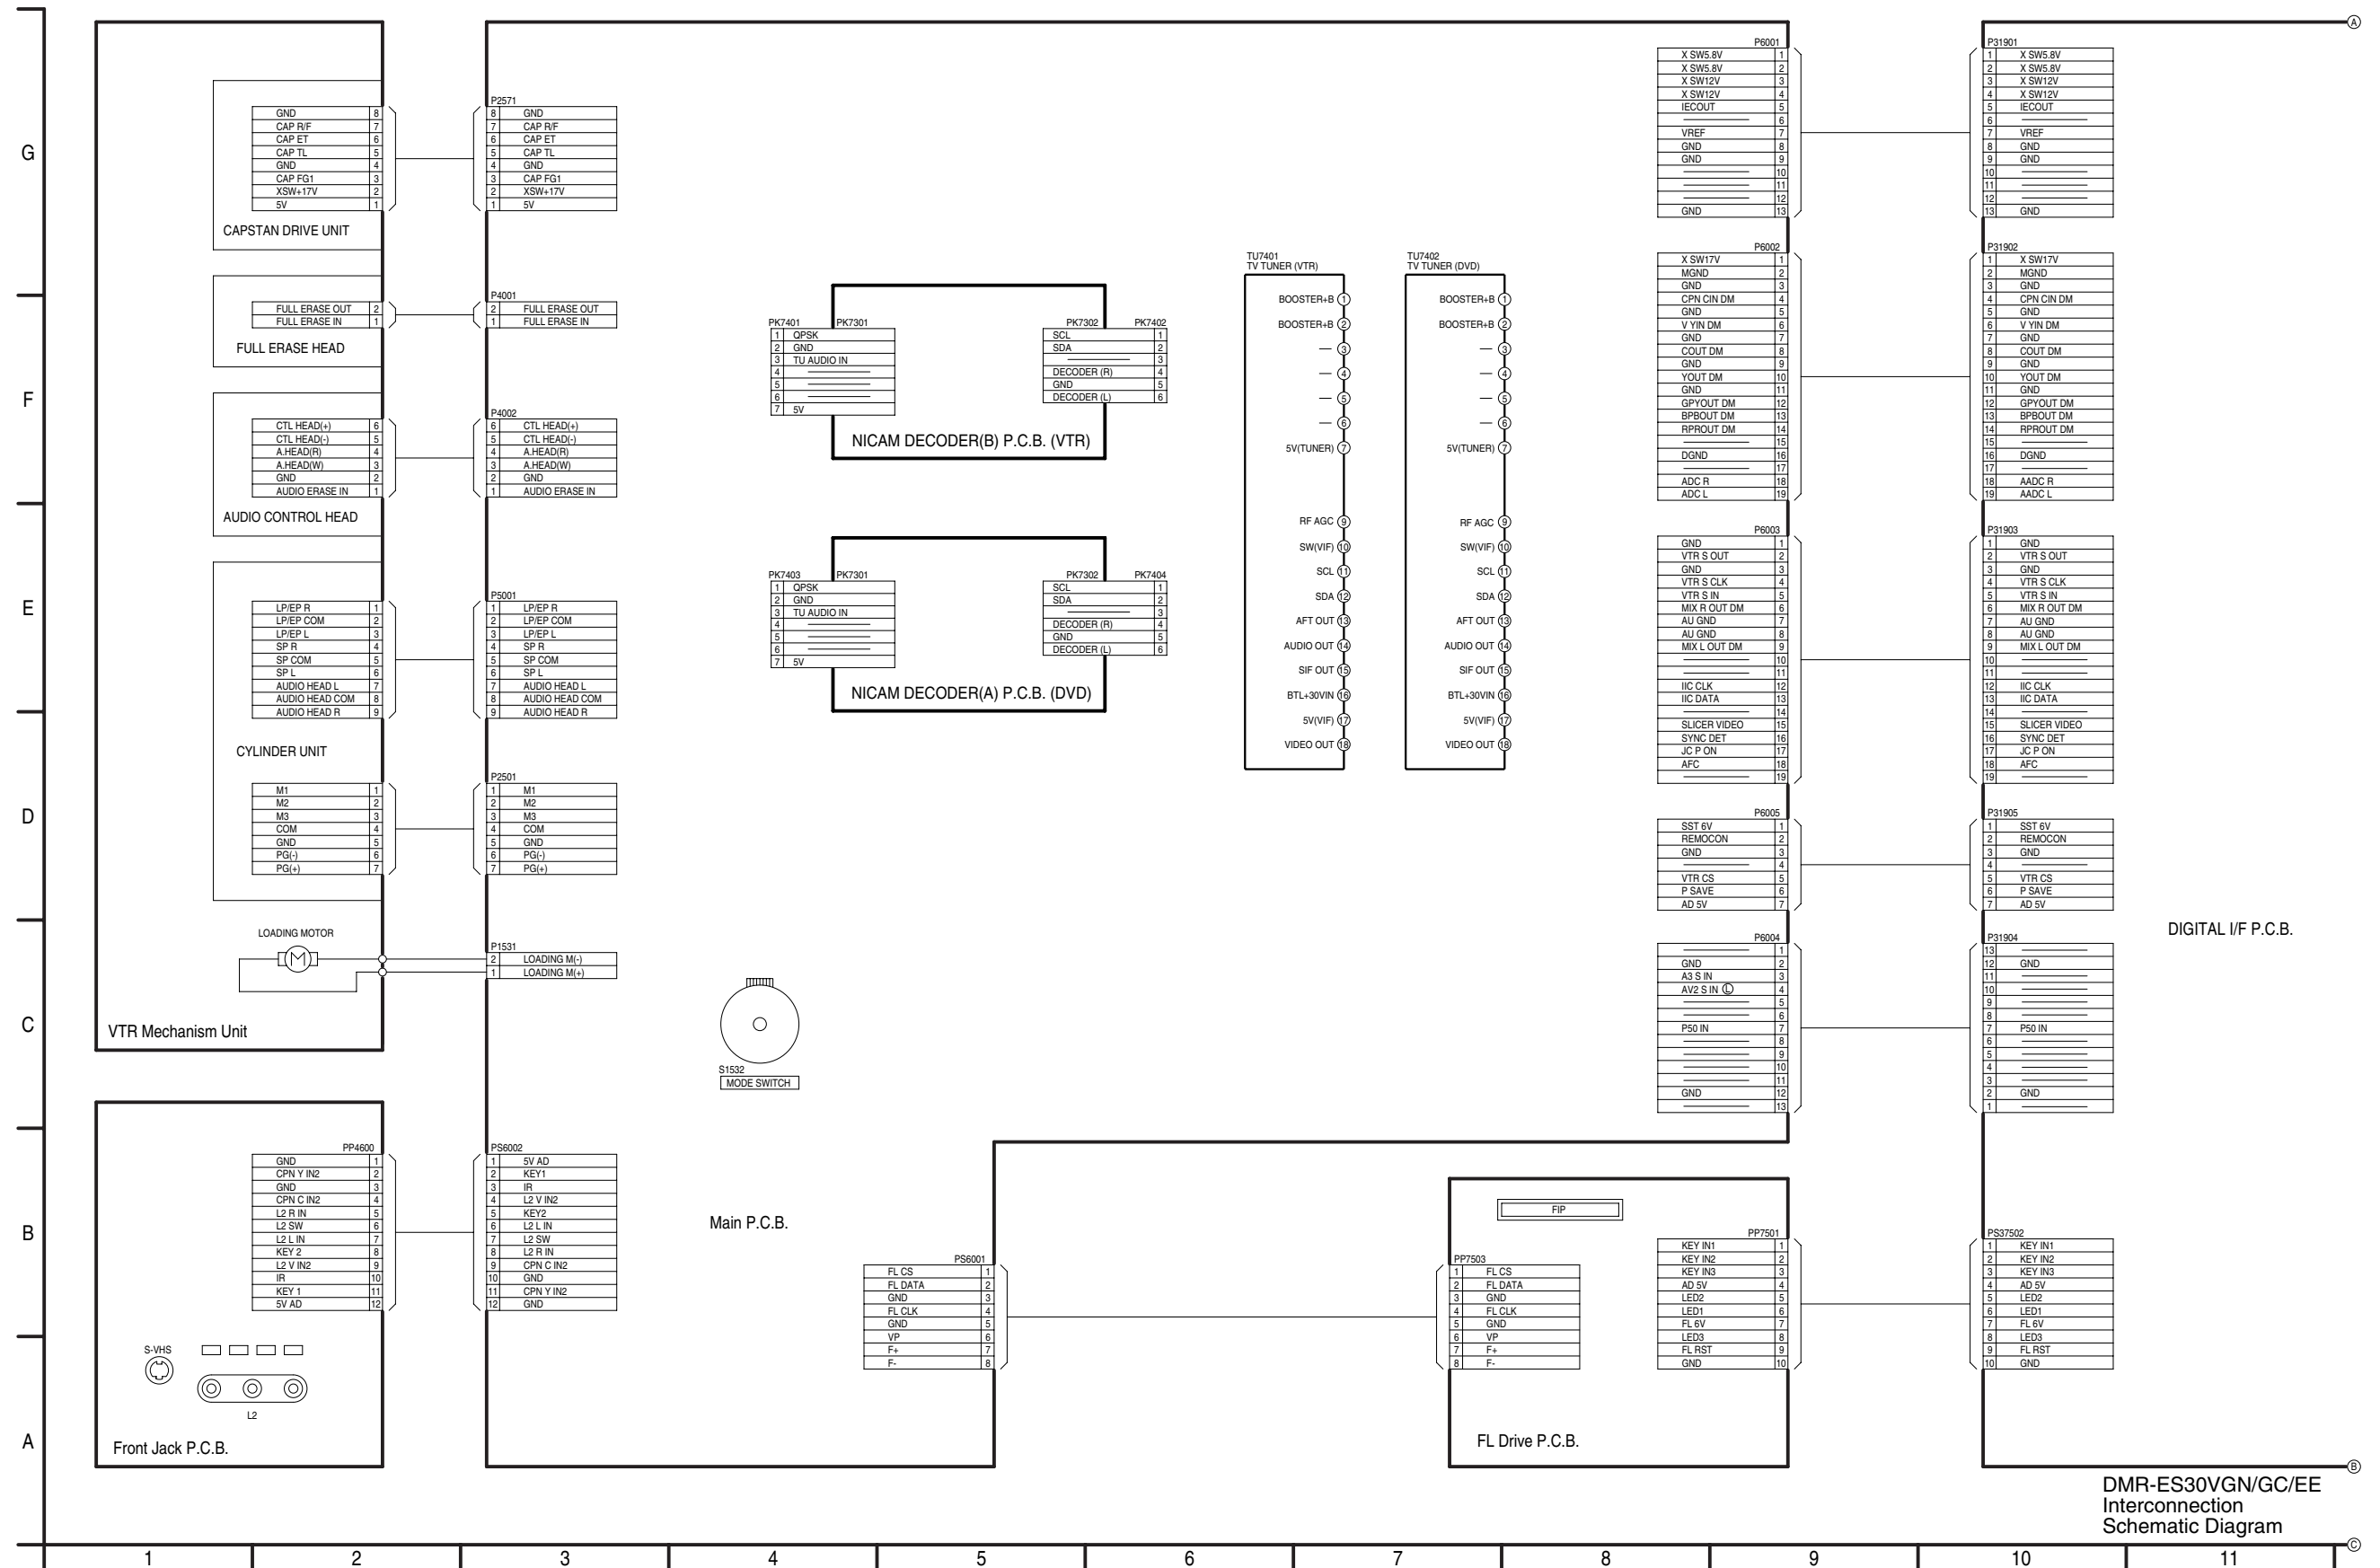 G
F
E
D
C
B
A
8 GND
7 CAP R/F
6 CAP ET
5 CAP TL
4 GND
3 CAP FG1
2 XSW+17V
1 5V
CAPSTAN DRIVE UNIT
FULL ERASE OUT 2
FULL ERASE IN 1
FULL ERASE HEAD
CTL HEAD(+) 6
CTL HEAD(-) 5
A.HEAD(R) 4
A.HEAD(W) 3
GND 2
AUDIO ERASE IN 1
AUDIO CONTROL HEAD
LP/EP R 1
LP/EP COM 2
LP/EP L 3
SP R 4
SP COM 5
SP L 6
AUDIO HEAD L 7
AUDIO HEAD COM 8
AUDIO HEAD R 9
CYLINDER UNIT
M1 1
M2 2
M3 3
COM 4
GND 5
PG(-) 6
PG(+) 7
LOADING MOTOR
M
VTR Mechanism Unit
PP4600
GND 1
CPN Y IN2 2
GND 3
CPN C IN2 4
L2 R IN 5
L2 SW 6
L2 L IN 7
KEY 2 8
L2 V IN2 9
IR 10
KEY 1 11
5V AD 12
S-VHS
L2
Front Jack P.C.B.
P2571
8 GND
7 CAP R/F
6 CAP ET
5 CAP TL
4 GND
3 CAP FG1
2 XSW+17V
1 5V
P4001
2 FULL ERASE OUT
1 FULL ERASE IN
P4002
6 CTL HEAD(+)
5 CTL HEAD(-)
4 A.HEAD(R)
3 A.HEAD(W)
2 GND
1 AUDIO ERASE IN
P5001
1 LP/EP R
2 LP/EP COM
3 LP/EP L
4 SP R
5 SP COM
6 SP L
7 AUDIO HEAD L
8 AUDIO HEAD COM
9 AUDIO HEAD R
P2501
1 M1
2 M2
3 M3
4 COM
5 GND
6 PG(-)
7 PG(+)
P1531
2 LOADING M(-)
1 LOADING M(+)
PS6002
1 5V AD
2 KEY1
3 IR
4 L2 V IN2
5 KEY2
6 L2 L IN
7 L2 SW
8 L2 R IN
9 CPN C IN2
10 GND
11 CPN Y IN2
12 GND
PK7401 PK7301
1 QPSK
2 GND
3 TU AUDIO IN
4
5
6
7 5V
PK7302 PK7402
SCL 1
SDA 2
3
DECODER (R) 4
GND 5
DECODER (L) 6
NICAM DECODER(B) P.C.B. (VTR)
PK7403 PK7301
1 QPSK
2 GND
3 TU AUDIO IN
4
5
6
7 5V
PK7302 PK7404
SCL 1
SDA 2
3
DECODER (R) 4
GND 5
DECODER (L) 6
NICAM DECODER(A) P.C.B. (DVD)
S1532
MODE SWITCH
Main P.C.B.
PS6001
FL CS 1
FL DATA 2
GND 3
FL CLK 4
GND 5
VP 6
F+ 7
F- 8
TU7401
TV TUNER (VTR)
BOOSTER+B 1
BOOSTER+B 2
— 3
— 4
— 5
— 6
5V(TUNER) 7
RF AGC 9
SW(VIF) 10
SCL 11
SDA 12
AFT OUT 13
AUDIO OUT 14
SIF OUT 15
BTL+30VIN 16
5V(VIF) 17
VIDEO OUT 18
TU7402
TV TUNER (DVD)
BOOSTER+B 1
BOOSTER+B 2
— 3
— 4
— 5
— 6
5V(TUNER) 7
RF AGC 9
SW(VIF) 10
SCL 11
SDA 12
AFT OUT 13
AUDIO OUT 14
SIF OUT 15
BTL+30VIN 16
5V(VIF) 17
VIDEO OUT 18
PP7503
1 FL CS
2 FL DATA
3 GND
4 FL CLK
5 GND
6 VP
7 F+
8 F-
FIP
PP7501
KEY IN1 1
KEY IN2 2
KEY IN3 3
AD 5V 4
LED2 5
LED1 6
FL 6V 7
LED3 8
FL RST 9
GND 10
FL Drive P.C.B.
P6001
X SW5.8V 1
X SW5.8V 2
X SW12V 3
X SW12V 4
IECOUT 5
6
VREF 7
GND 8
GND 9
10
11
12
GND 13
P6002
X SW17V 1
MGND 2
GND 3
CPN CIN DM 4
GND 5
V YIN DM 6
GND 7
COUT DM 8
GND 9
YOUT DM 10
GND 11
GPYOUT DM 12
BPBOUT DM 13
RPROUT DM 14
15
DGND 16
17
ADC R 18
ADC L 19
P6003
GND 1
VTR S OUT 2
GND 3
VTR S CLK 4
VTR S IN 5
MIX R OUT DM 6
AU GND 7
AU GND 8
MIX L OUT DM 9
10
11
IIC CLK 12
IIC DATA 13
14
SLICER VIDEO 15
SYNC DET 16
JC P ON 17
AFC 18
19
P6005
SST 6V 1
REMOCON 2
GND 3
4
VTR CS 5
P SAVE 6
AD 5V 7
P6004
1
GND 2
A3 S IN 3
AV2 S IN Ⓛ 4
5
6
P50 IN 7
8
9
10
11
GND 12
13
P31901
1 X SW5.8V
2 X SW5.8V
3 X SW12V
4 X SW12V
5 IECOUT
6
7 VREF
8 GND
9 GND
10
11
12
13 GND
P31902
1 X SW17V
2 MGND
3 GND
4 CPN CIN DM
5 GND
6 V YIN DM
7 GND
8 COUT DM
9 GND
10 YOUT DM
11 GND
12 GPYOUT DM
13 BPBOUT DM
14 RPROUT DM
15
16 DGND
17
18 AADC R
19 AADC L
P31903
1 GND
2 VTR S OUT
3 GND
4 VTR S CLK
5 VTR S IN
6 MIX R OUT DM
7 AU GND
8 AU GND
9 MIX L OUT DM
10
11
12 IIC CLK
13 IIC DATA
14
15 SLICER VIDEO
16 SYNC DET
17 JC P ON
18 AFC
19
P31905
1 SST 6V
2 REMOCON
3 GND
4
5 VTR CS
6 P SAVE
7 AD 5V
P31904
13
12 GND
11
10
9
8
7 P50 IN
6
5
4
3
2 GND
1
PS37502
1 KEY IN1
2 KEY IN2
3 KEY IN3
4 AD 5V
5 LED2
6 LED1
7 FL 6V
8 LED3
9 FL RST
10 GND
DIGITAL I/F P.C.B.
Ⓐ
Ⓑ
Ⓒ
DMR-ES30VGN/GC/EE
Interconnection
Schematic Diagram
1 2 3 4 5 6 7 8 9 10 11